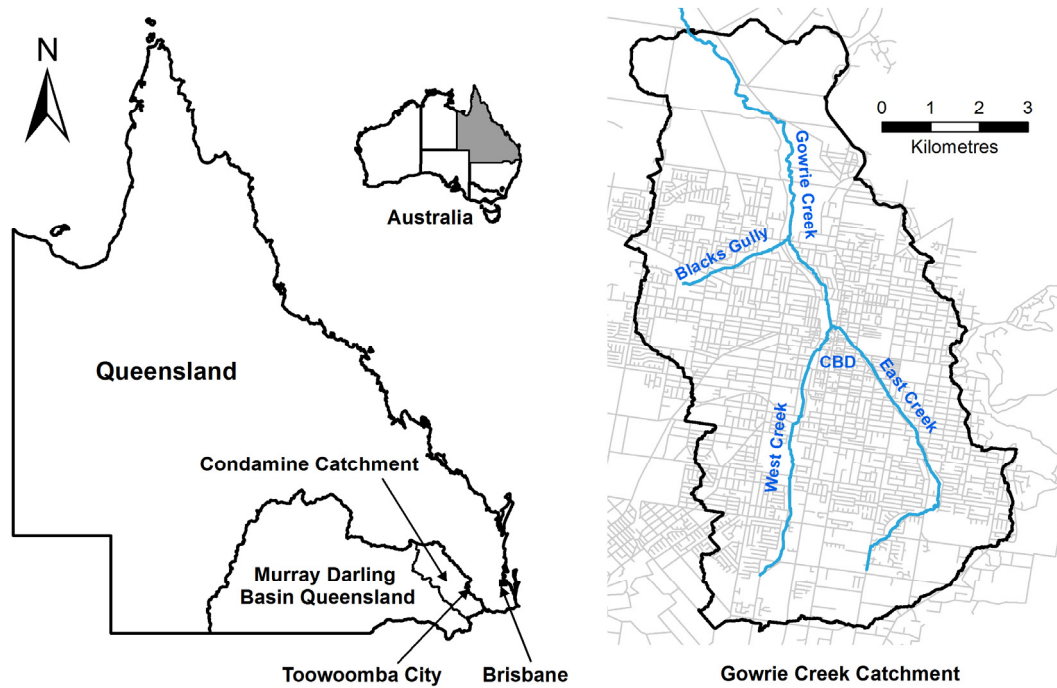 N
Australia
Queensland
Condamine Catchment
Murray Darling
Basin Queensland
Toowoomba City
Brisbane
0 1 2 3
Kilometres
Gowrie Creek
Blacks Gully
CBD
East Creek
West Creek
Gowrie Creek Catchment